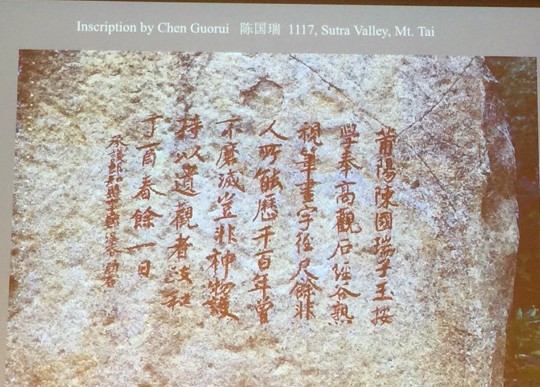 Inscription by Chen Guorui 陈国瑞 1117, Sutra Valley, Mt. Tai
莆陽陳國瑞子玉按
學奉高觀石經谷熟
視筆畫字徑尺餘非
人所能歷千百年曾
不磨滅豈非神物護
持以遺觀者政和
丁酉春餘一日